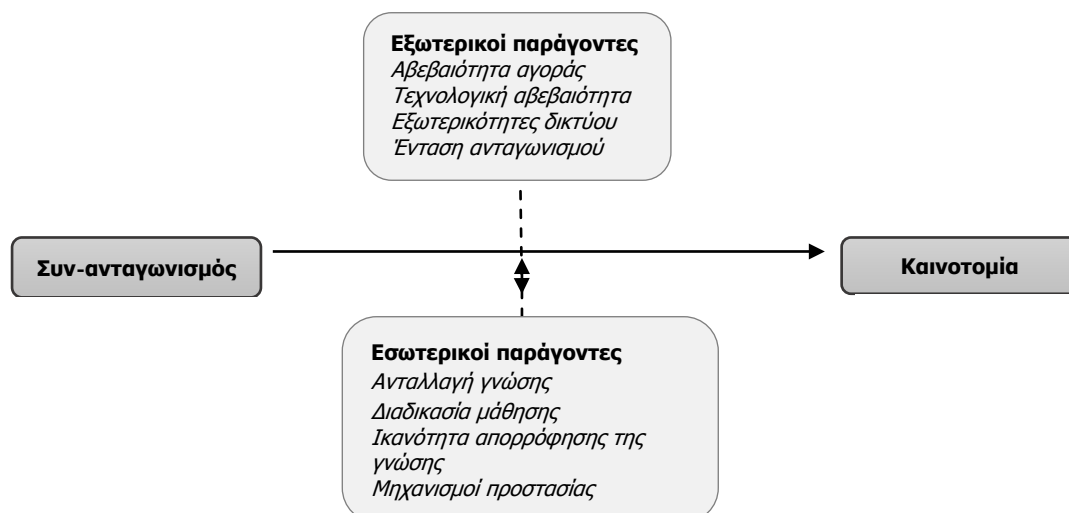 Εξωτερικοί παράγοντες
Αβεβαιότητα αγοράς
Τεχνολογική αβεβαιότητα
Εξωτερικότητες δικτύου
Ένταση ανταγωνισμού
Συν-ανταγωνισμός
Καινοτομία
Εσωτερικοί παράγοντες
Ανταλλαγή γνώσης
Διαδικασία μάθησης
Ικανότητα απορρόφησης της
γνώσης
Μηχανισμοί προστασίας